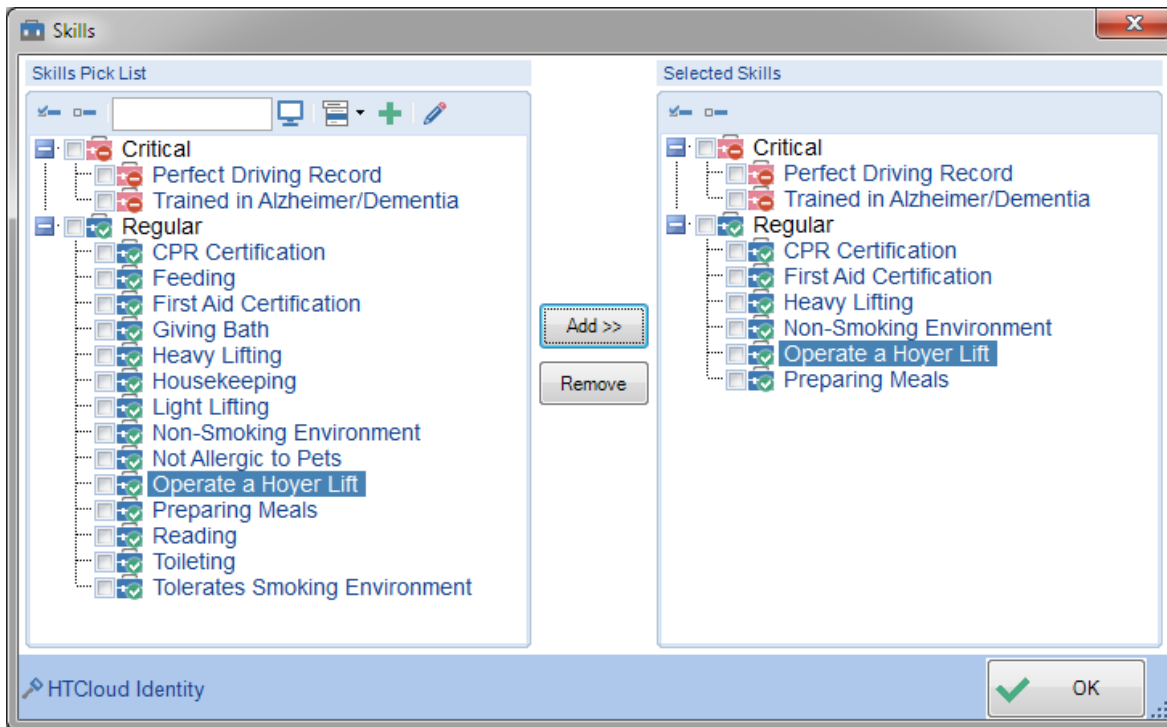 Skills
Skills Pick List
Critical
Perfect Driving Record
Trained in Alzheimer/Dementia
Regular
CPR Certification
Feeding
First Aid Certification
Giving Bath
Heavy Lifting
Housekeeping
Light Lifting
Non-Smoking Environment
Not Allergic to Pets
Operate a Hoyer Lift
Preparing Meals
Reading
Toileting
Tolerates Smoking Environment
Add >>
Remove
Selected Skills
Critical
Perfect Driving Record
Trained in Alzheimer/Dementia
Regular
CPR Certification
First Aid Certification
Heavy Lifting
Non-Smoking Environment
Operate a Hoyer Lift
Preparing Meals
HTCloud Identity
OK